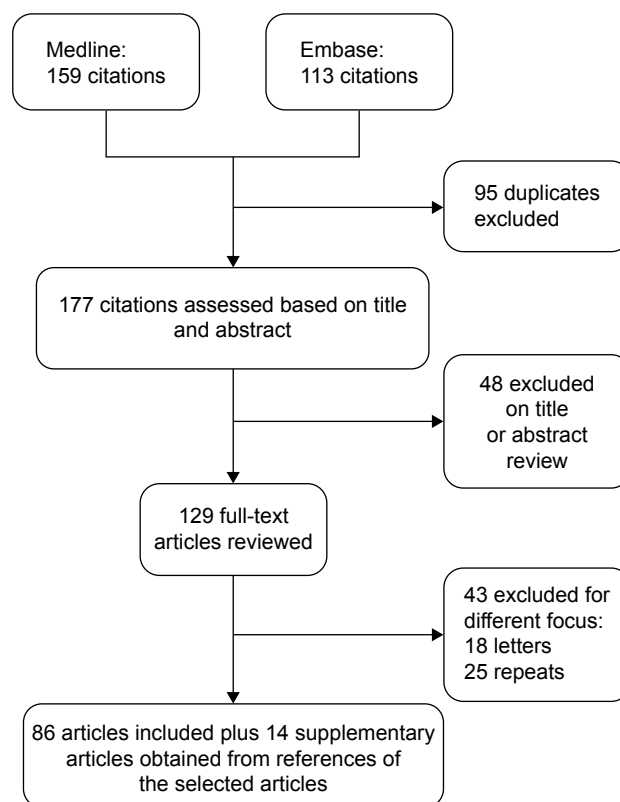 Medline:
159 citations
Embase:
113 citations
95 duplicates
excluded
177 citations assessed based on title
and abstract
48 excluded
on title
or abstract
review
129 full-text
articles reviewed
43 excluded for
different focus:
18 letters
25 repeats
86 articles included plus 14 supplementary
articles obtained from references of
the selected articles